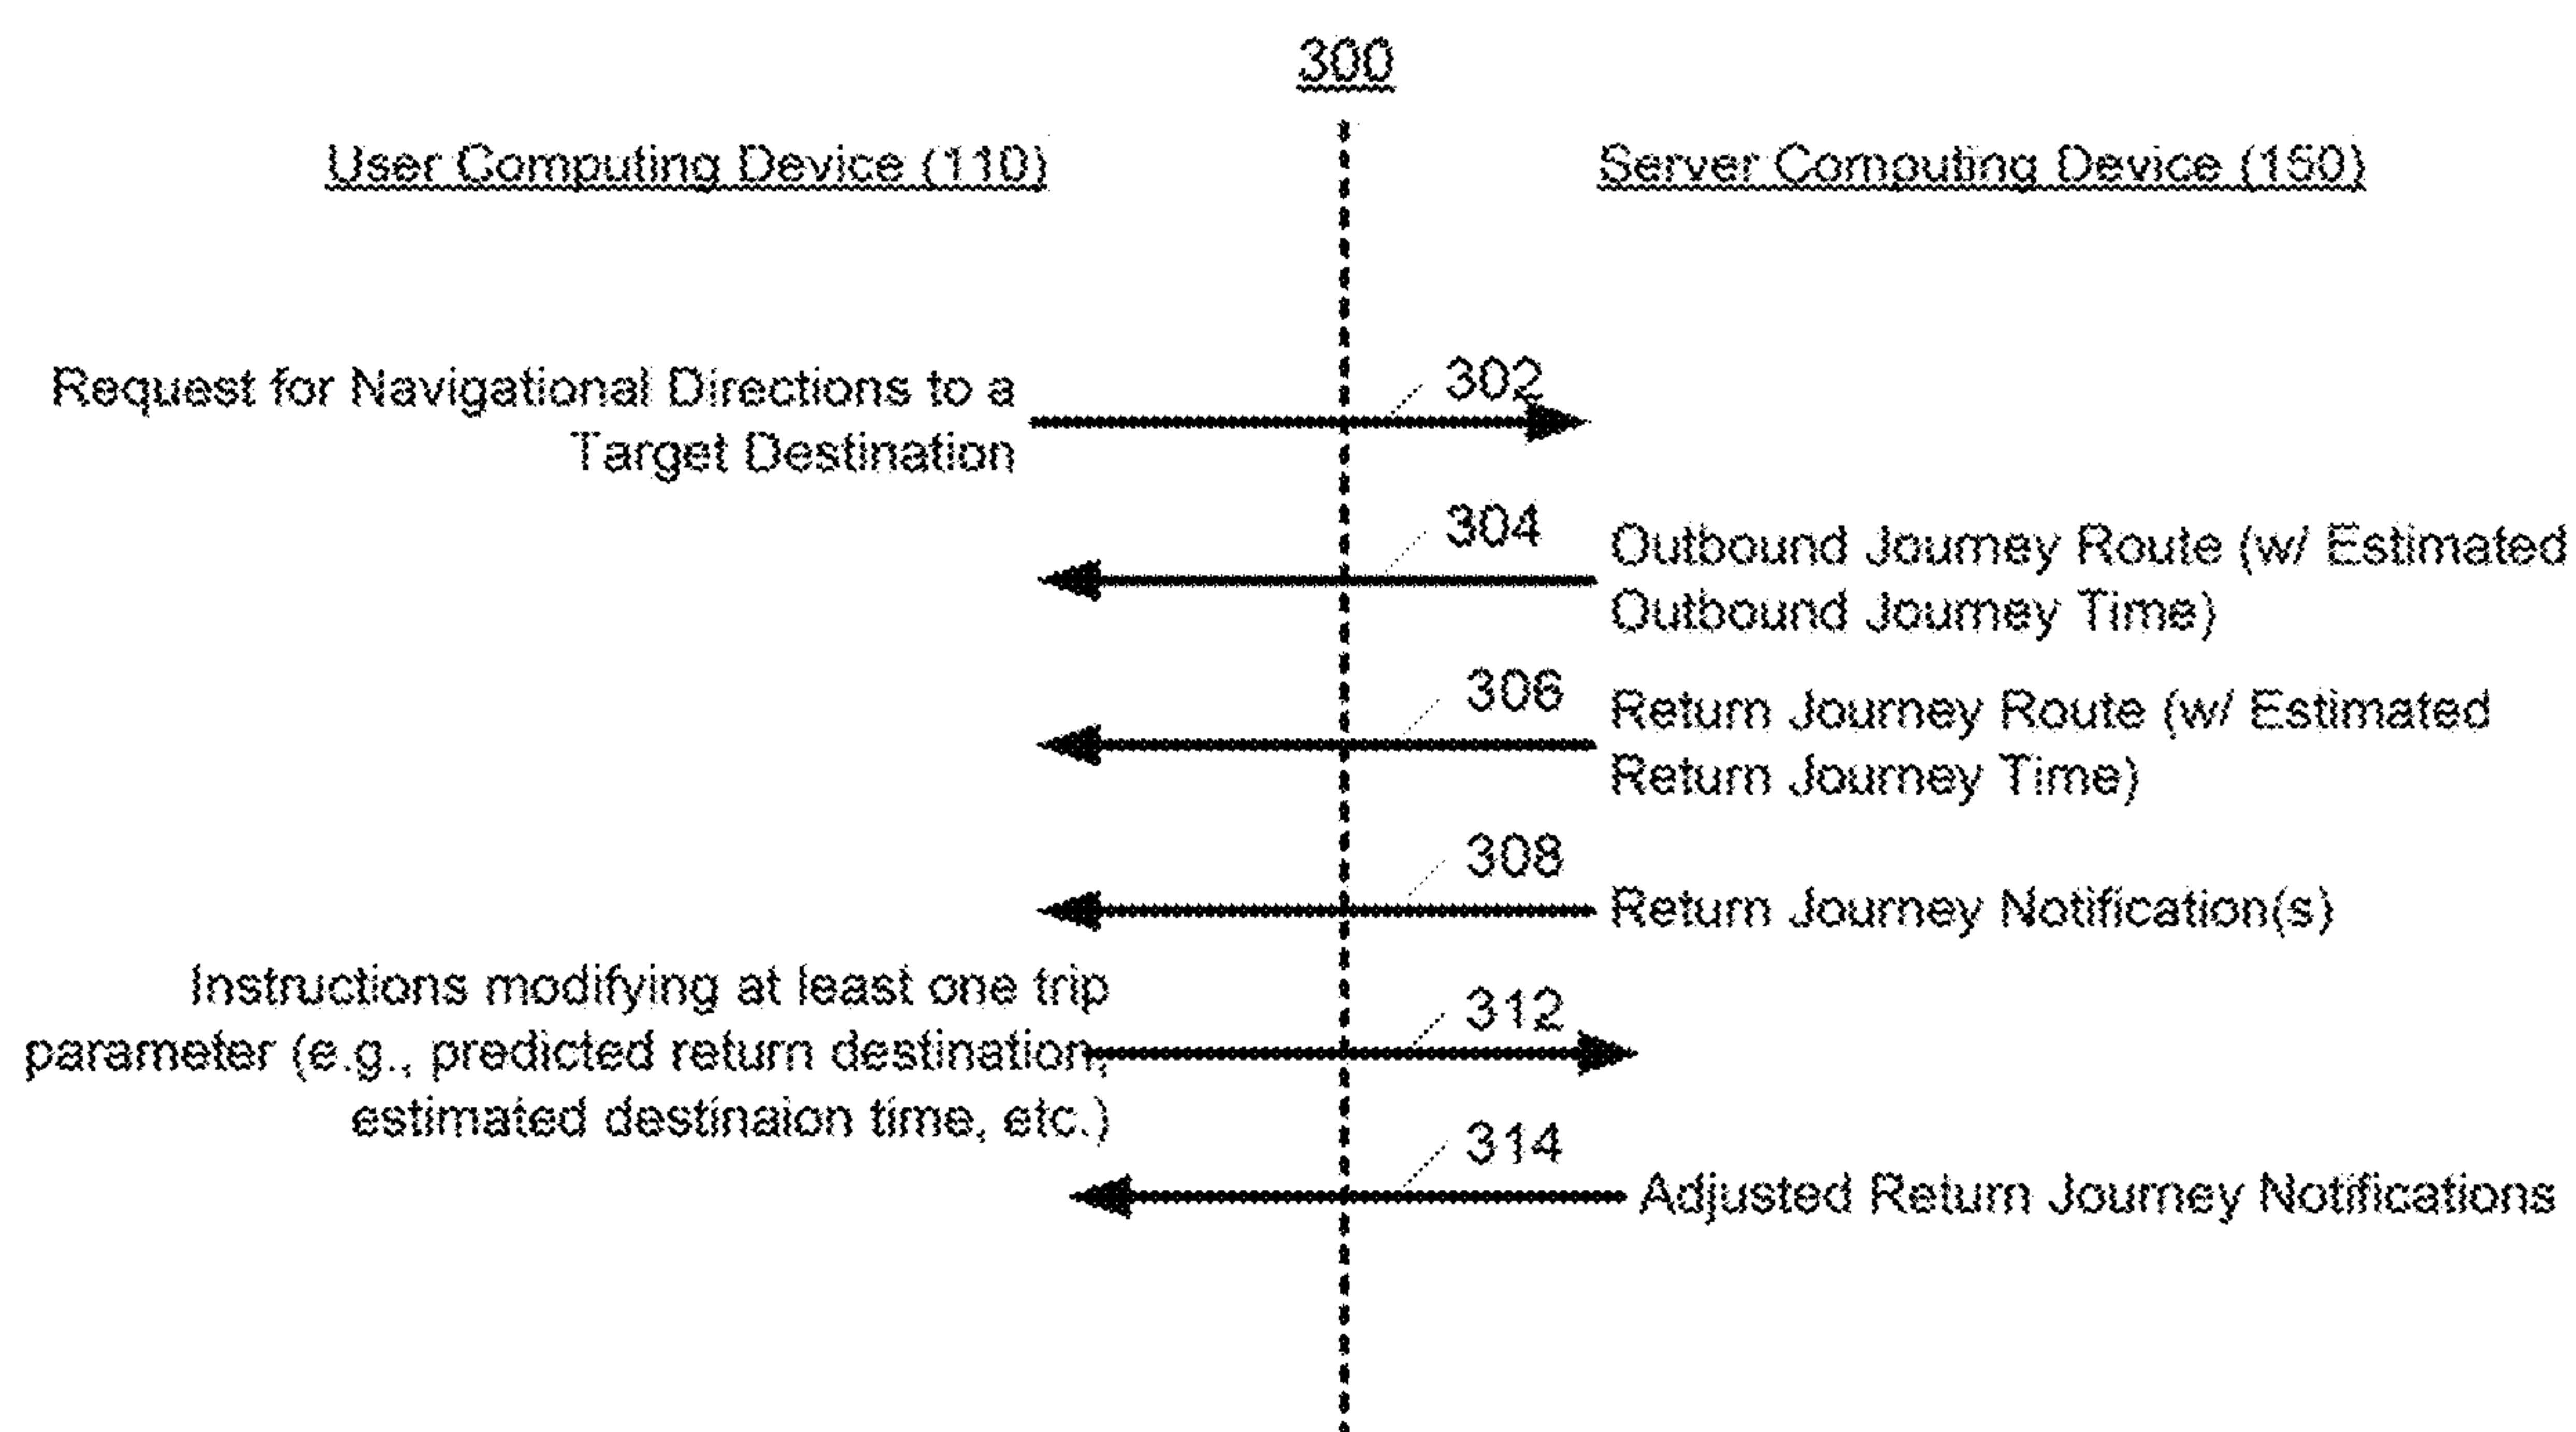 300
User Computing Device (110)
Server Computing Device (150)
Request for Navigational Directions to a
Target Destination
302
304
Outbound Journey Route (w/ Estimated
Outbound Journey Time)
306
Return Journey Route (w/ Estimated
Return Journey Time)
308
Return Journey Notification(s)
Instructions modifying at least one trip
parameter (e.g., predicted return destination,
estimated destinaion time, etc.)
312
314
Adjusted Return Journey Notifications